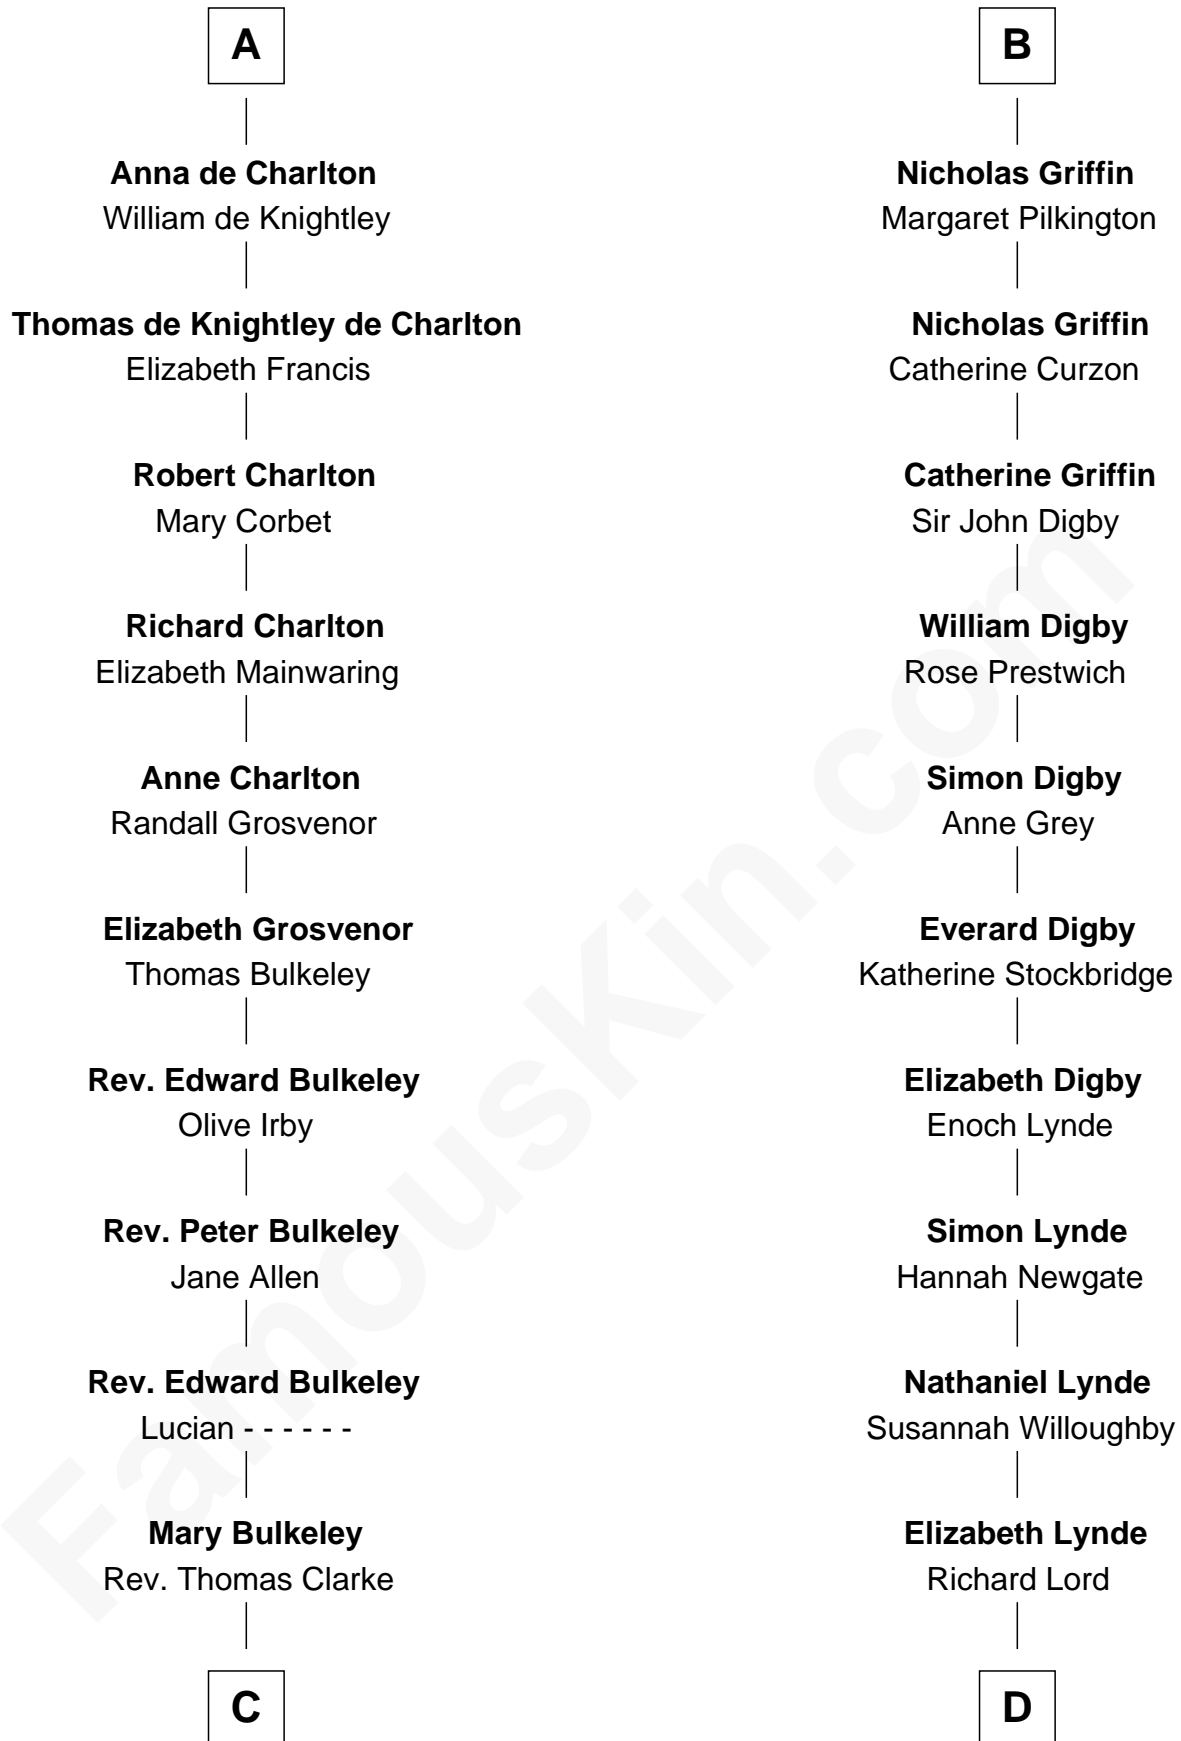 A
Anna de Charlton
William de Knightley
Thomas de Knightley de Charlton
Elizabeth Francis
Robert Charlton
Mary Corbet
Richard Charlton
Elizabeth Mainwaring
Anne Charlton
Randall Grosvenor
Elizabeth Grosvenor
Thomas Bulkeley
Rev. Edward Bulkeley
Olive Irby
Rev. Peter Bulkeley
Jane Allen
Rev. Edward Bulkeley
Lucian - - - - - -
Mary Bulkeley
Rev. Thomas Clarke
C
B
Nicholas Griffin
Margaret Pilkington
Nicholas Griffin
Catherine Curzon
Catherine Griffin
Sir John Digby
William Digby
Rose Prestwich
Simon Digby
Anne Grey
Everard Digby
Katherine Stockbridge
Elizabeth Digby
Enoch Lynde
Simon Lynde
Hannah Newgate
Nathaniel Lynde
Susannah Willoughby
Elizabeth Lynde
Richard Lord
D
FamousKin.com